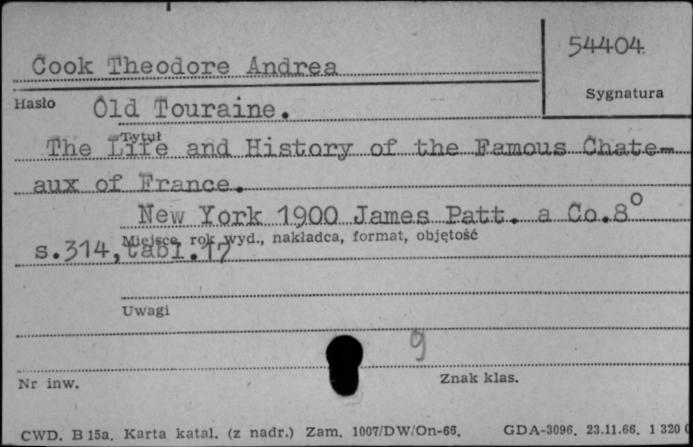 54404
Cook Theodore Andrea
Sygnatura
Hasło Old Touraine.
Tytuł
The Life and History of the Famous Chate-
aux of France.
New York 1900 James Patt. a Co.8°
Miejsce, rok wyd., nakładca, format, objętość
s.314, tabl.17
Uwagi
9
Nr inw. Znak klas.
CWD. B 15a. Karta katal. (z nadr.) Zam. 1007/DW/On-66. GDA-3096. 23.11.66. 1 320